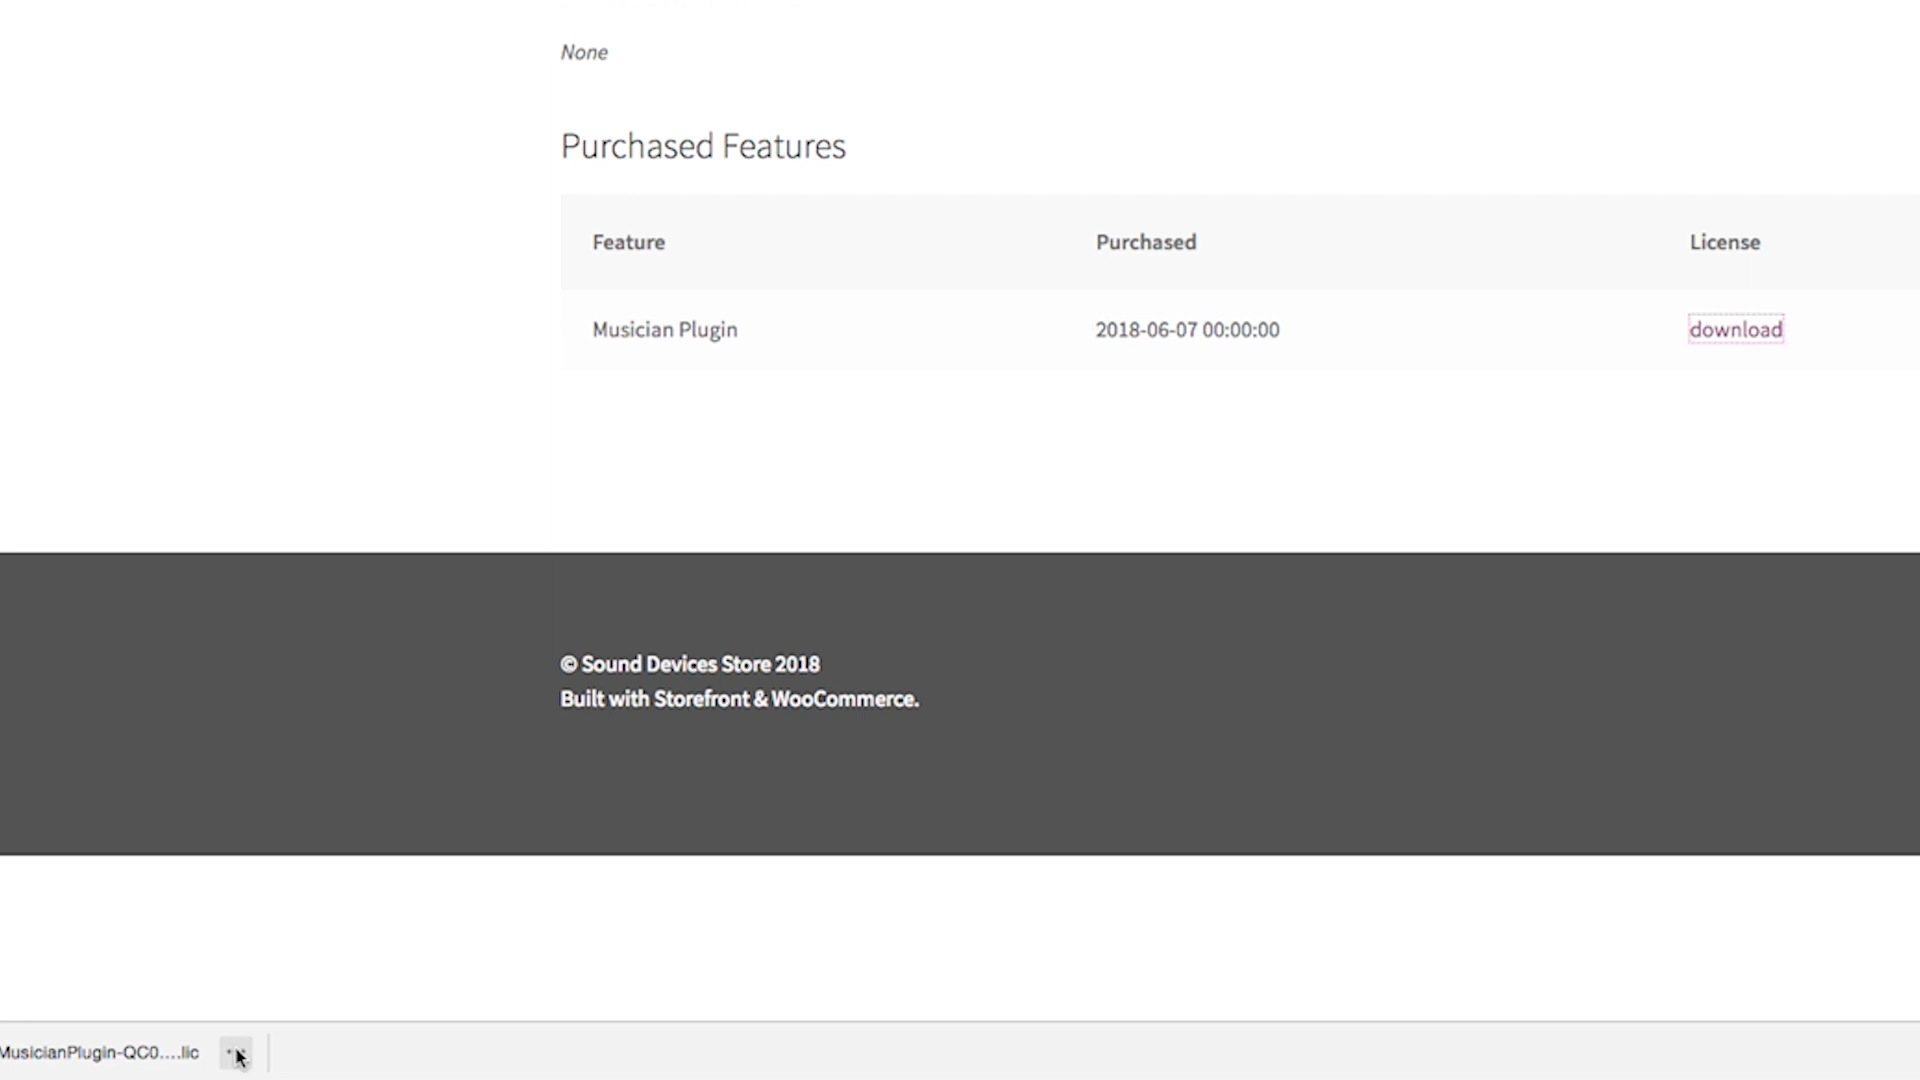 None
Purchased Features
Feature Purchased License
Musician Plugin 2018-06-07 00:00:00 download
© Sound Devices Store 2018
Built with Storefront & WooCommerce.
MusicianPlugin-QC0....lic